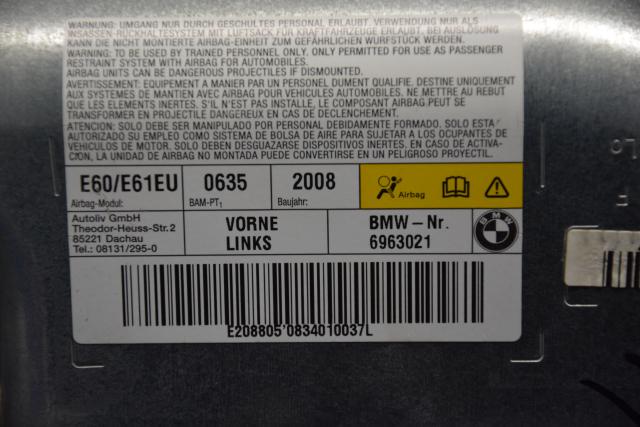 WARNUNG: UMGANG NUR DURCH GESCHULTES PERSONAL ERLAUBT. VERWENDUNG NUR ALS
INSASSEN-RÜCKHALTESYSTEM MIT LUFTSACK FÜR KRAFTFAHRZEUGE ERLAUBT. BEI AUSLÖSUNG
KANN DIE NICHT MONTIERTE AIRBAG-EINHEIT ZUM GEFÄHRLICHEN WURFKÖRPER WERDEN.
WARNING: TO BE USED BY TRAINED PERSONNEL ONLY. ONLY PERMITTED FOR USE AS PASSENGER
RESTRAINT SYSTEM WITH AIRBAG FOR AUTOMOBILES.
AIRBAG UNITS CAN BE DANGEROUS PROJECTILES IF DISMOUNTED.
AVERTISSEMENT: EQUIPEMENT A MANIER PAR UN PERSONEL DUMENT QUALIFIE. DESTINE UNIQUEMENT
AUX SYSTEMES DE MANTIEN AVEC AIRBAG POUR VEHICULES AUTOMOBILES. NE METTRE AU REBUT
QUE LES ELEMENTS INERTES. S'IL N'EST PAS INSTALLE, LE COMPOSANT AIRBAG PEUT SE
TRANSFORMER EN PROJECTILE DANGEREUX EN CAS DE DECLENCHEMENT.
ATENCION: SOLO DEBE SER MANIPULADO POR PERSONAL DEBIDAMENTE FORMADO. SOLO ESTA
AUTORIZADO SU EMPLEO COMO SISTEMA DE BOLSA DE AIRE PARA SUJETAR A LOS OCUPANTES DE
VEHICULOS DE MOTOR. SOLO DEBEN DESGUAZARSE DISPOSITIVOS INERTES. EN CASO DE ACTIVA-
CION, LA UNIDAD DE AIRBAG NO MONTADA PUEDE CONVERTIRSE EN UN PELIGROSO PROYECTIL.
E60/E61EU 0635 2008
Airbag-Modul: BAM-PT1 Baujahr: Airbag
Autoliv GmbH
Theodor-Heuss-Str.2
85221 Dachau
Tel.: 08131/295-0
VORNE
LINKS
BMW-Nr.
6963021
BMW
E208805'0834010037L